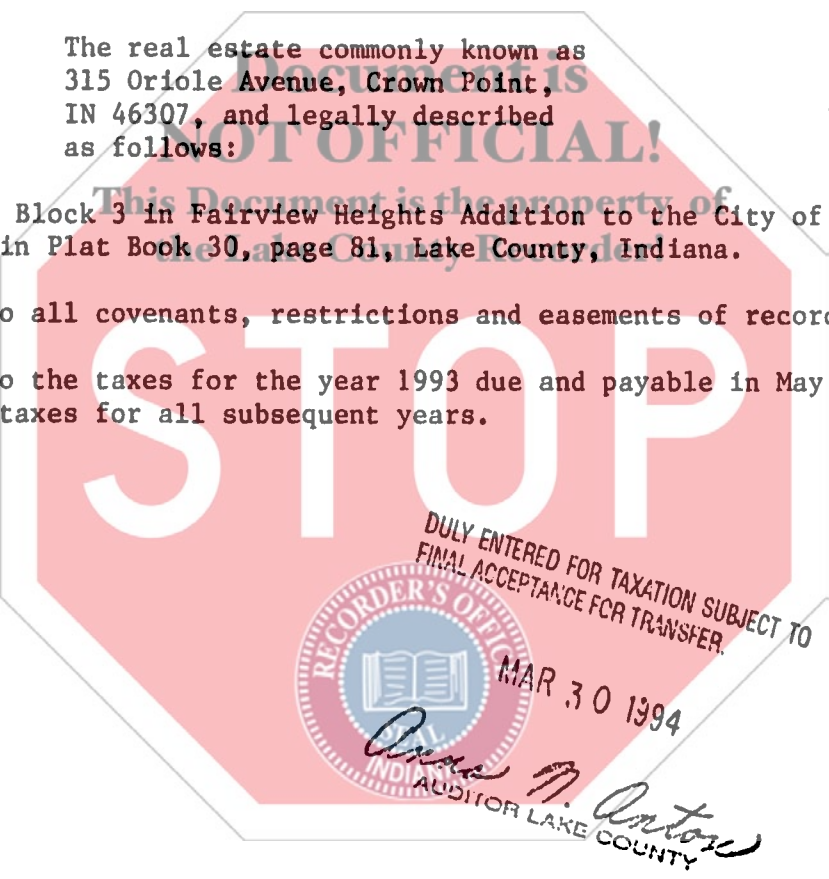 The real estate commonly known as
Document is
315 Oriole Avenue, Crown Point,
IN 46307, and legally described
NOT OFFICIAL!
as follows:
This Document is the property of
Block 3 in Fairview Heights Addition to the City of
the Lake County Recorder!
in Plat Book 30, page 81, Lake County, Indiana.
o all covenants, restrictions and easements of record
STOP
o the taxes for the year 1993 due and payable in May
taxes for all subsequent years.
DULY ENTERED FOR TAXATION SUBJECT TO
FINAL ACCEPTANCE FOR TRANSFER.
RECORDER'S OFFIC
MAR 30 1994
SEAL
INDIANA
Anna N. Anton
AUDITOR LAKE COUNTY